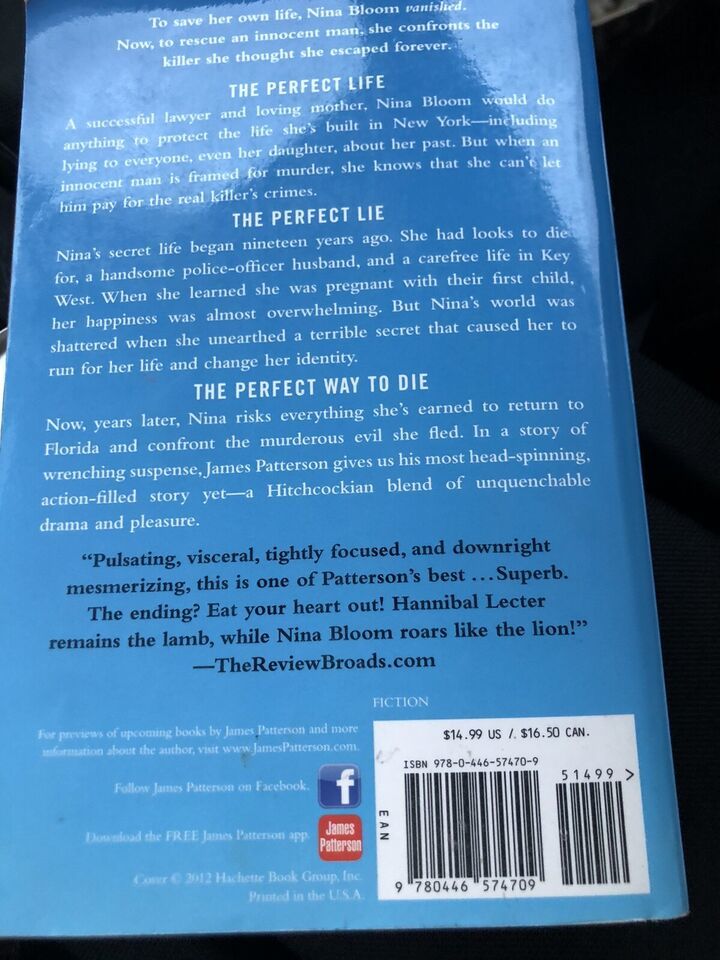 To save her own life, Nina Bloom vanished.
Now, to rescue an innocent man, she confronts the
killer she thought she escaped forever.
THE PERFECT LIFE
A successful lawyer and loving mother, Nina Bloom would do
anything to protect the life she's built in New York—including
lying to everyone, even her daughter, about her past. But when an
innocent man is framed for murder, she knows that she can't let
him pay for the real killer's crimes.
THE PERFECT LIE
Nina's secret life began nineteen years ago. She had looks to die
for, a handsome police-officer husband, and a carefree life in Key
West. When she learned she was pregnant with their first child,
her happiness was almost overwhelming. But Nina's world was
shattered when she unearthed a terrible secret that caused her to
run for her life and change her identity.
THE PERFECT WAY TO DIE
Now, years later, Nina risks everything she's earned to return to
Florida and confront the murderous evil she fled. In a story of
wrenching suspense, James Patterson gives us his most head-spinning,
action-filled story yet—a Hitchcockian blend of unquenchable
drama and pleasure.
"Pulsating, visceral, tightly focused, and downright
mesmerizing, this is one of Patterson's best ... Superb.
The ending? Eat your heart out! Hannibal Lecter
remains the lamb, while Nina Bloom roars like the lion!"
—TheReviewBroads.com
FICTION
For previews of upcoming books by James Patterson and more
information about the author, visit www.JamesPatterson.com.
Follow James Patterson on Facebook.
f
Download the FREE James Patterson app.
James
Patterson
Cover © 2012 Hachette Book Group, Inc.
Printed in the U.S.A.
$14.99 US / $16.50 CAN.
ISBN 978-0-446-57470-9
51499 >
EAN
9 780446 574709